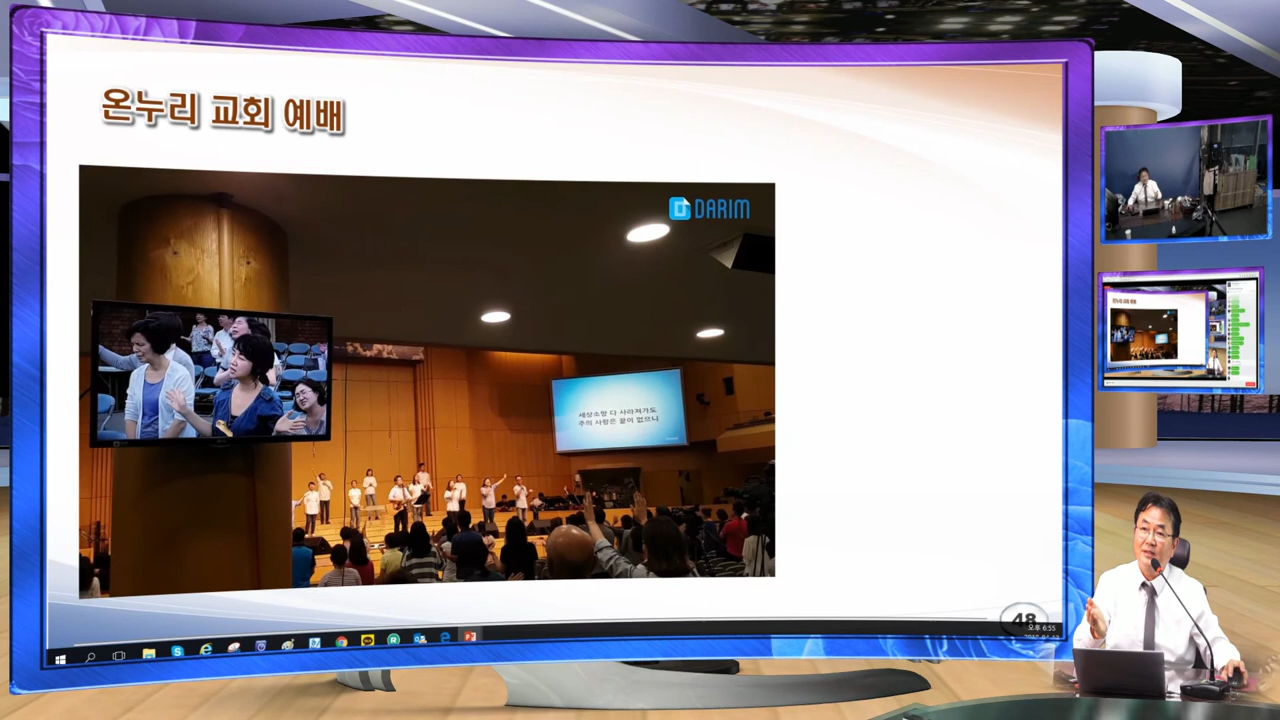 온누리 교회 예배
DARIM
세상소망 다 사라져가도
주의 사랑은 끝이 없으니
48
오후 6:55